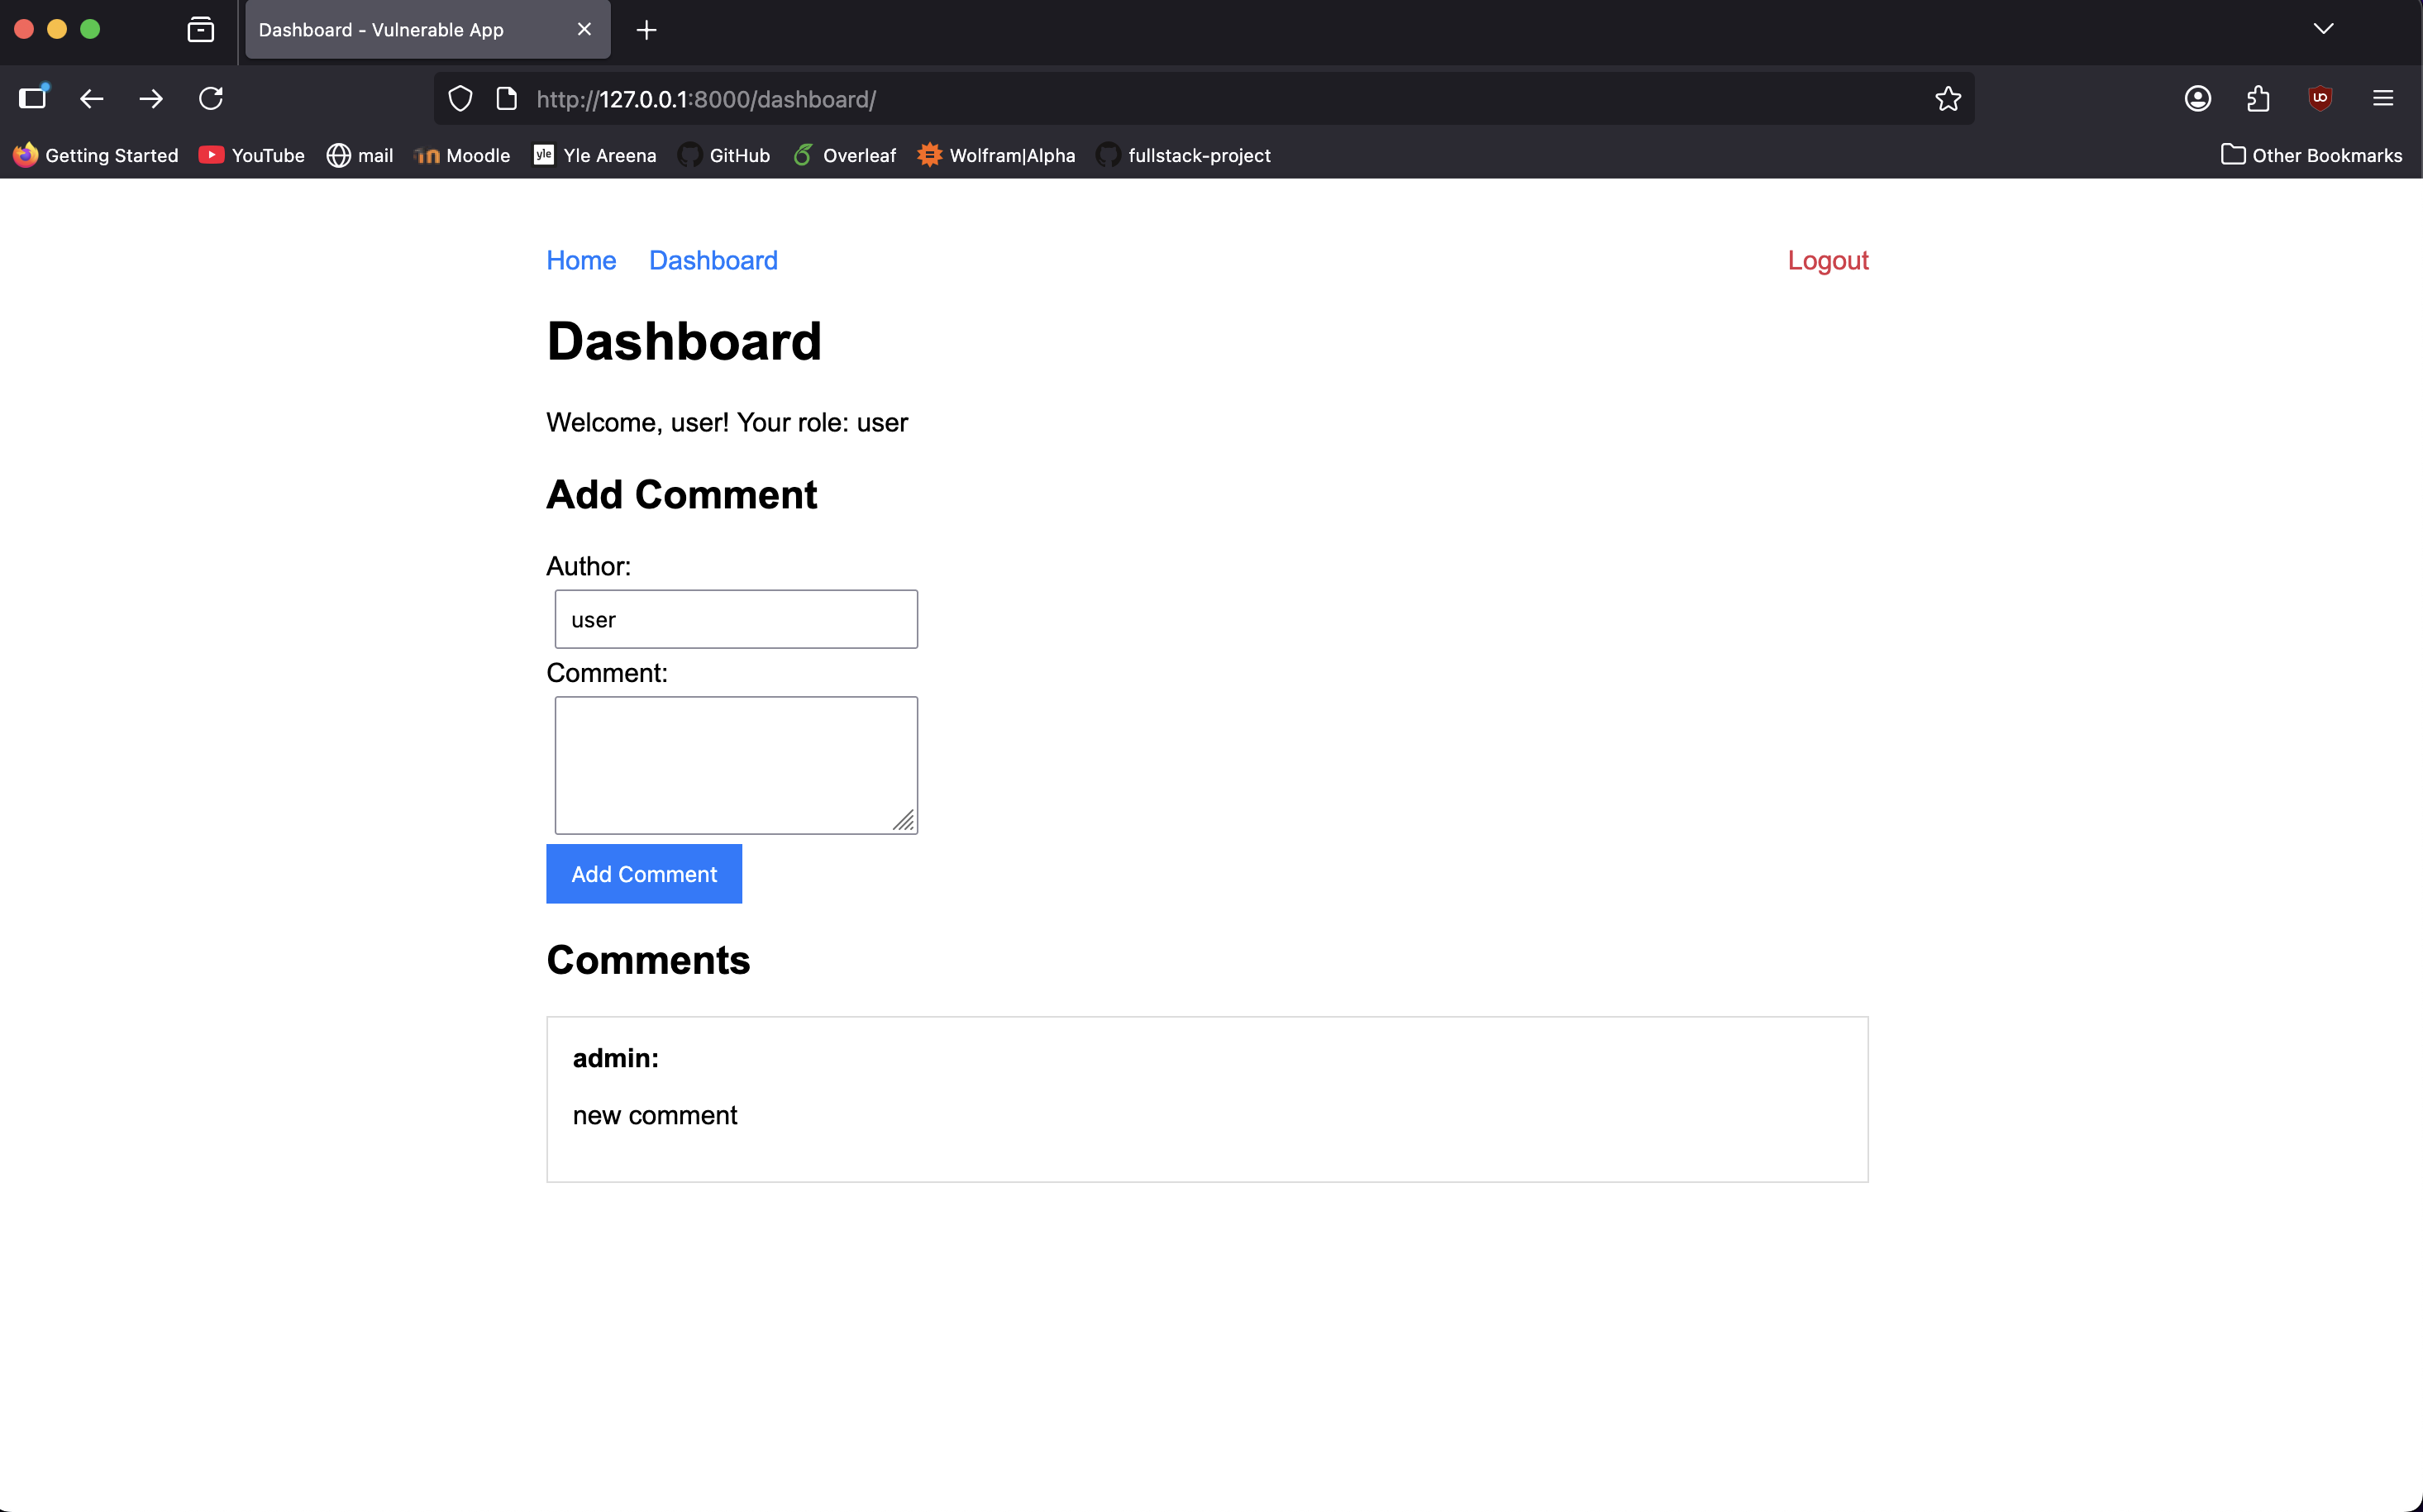 Dashboard - Vulnerable App
http://127.0.0.1:8000/dashboard/
Getting Started YouTube mail Moodle yle Yle Areena GitHub Overleaf Wolfram|Alpha fullstack-project Other Bookmarks
Home Dashboard Logout
Dashboard
Welcome, user! Your role: user
Add Comment
Author:
user
Comment:
Add Comment
Comments
admin:
new comment